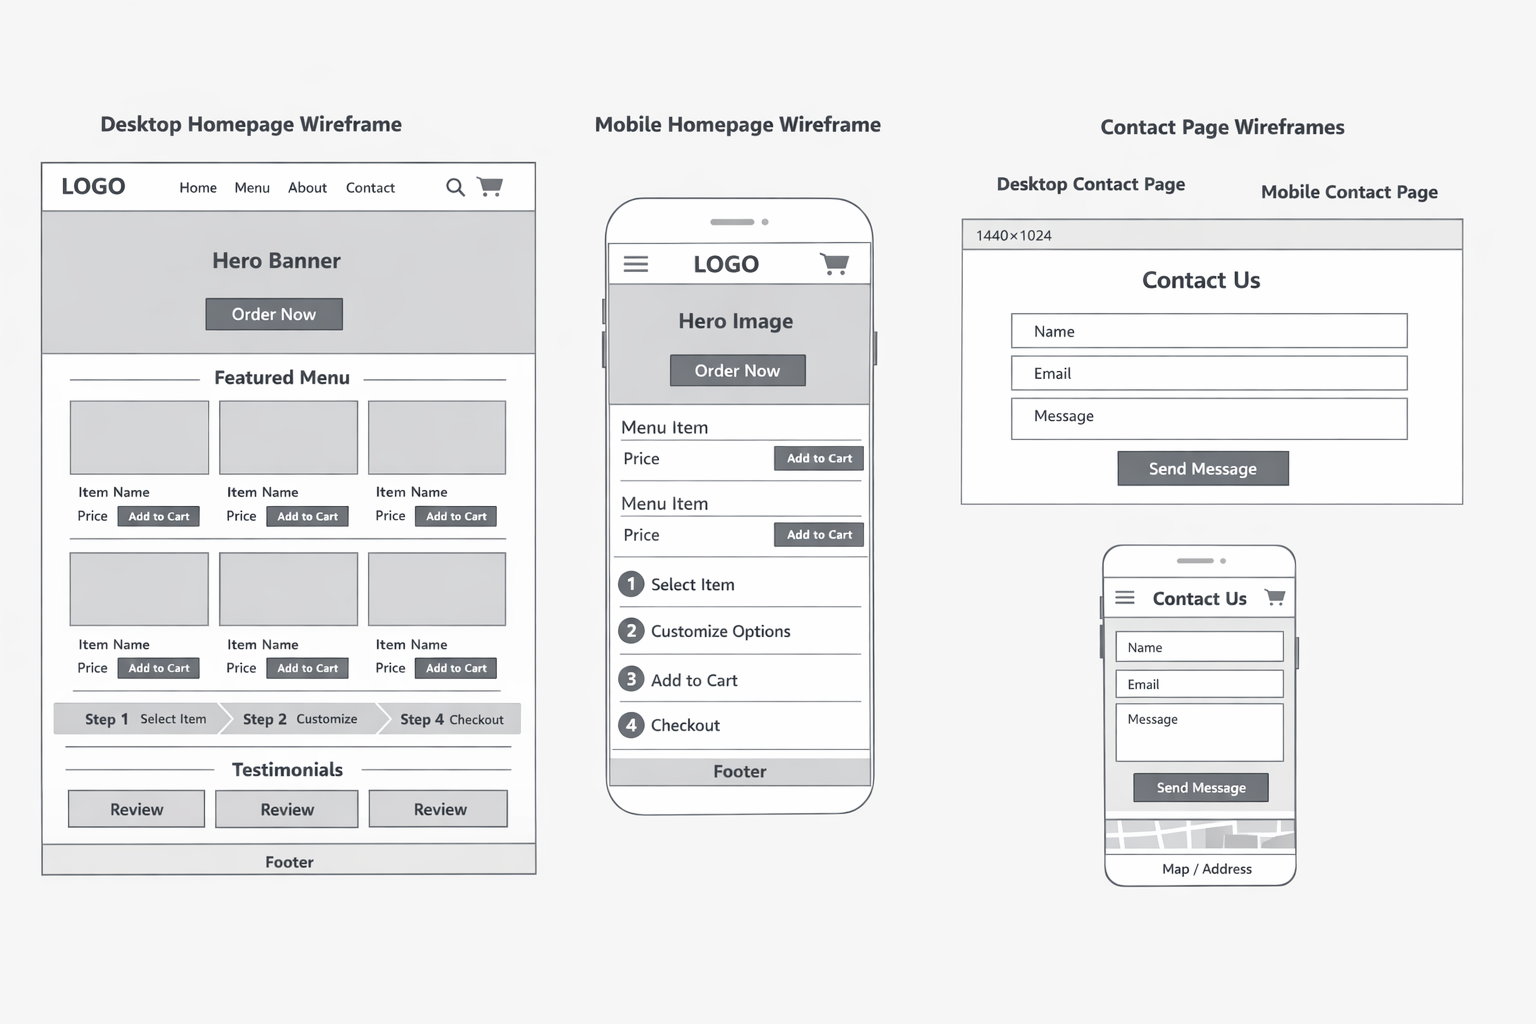 Desktop Homepage Wireframe
LOGO Home Menu About Contact
Hero Banner
Order Now
Featured Menu
Item Name Item Name Item Name
Price Add to Cart Price Add to Cart Price Add to Cart
Item Name Item Name Item Name
Price Add to Cart Price Add to Cart Price Add to Cart
Step 1 Select Item Step 2 Customize Step 4 Checkout
Testimonials
Review Review Review
Footer
Mobile Homepage Wireframe
LOGO
Hero Image
Order Now
Menu Item
Price Add to Cart
Menu Item
Price Add to Cart
1 Select Item
2 Customize Options
3 Add to Cart
4 Checkout
Footer
Contact Page Wireframes
Desktop Contact Page
Mobile Contact Page
1440×1024
Contact Us
Name
Email
Message
Send Message
Contact Us
Name
Email
Message
Send Message
Map / Address